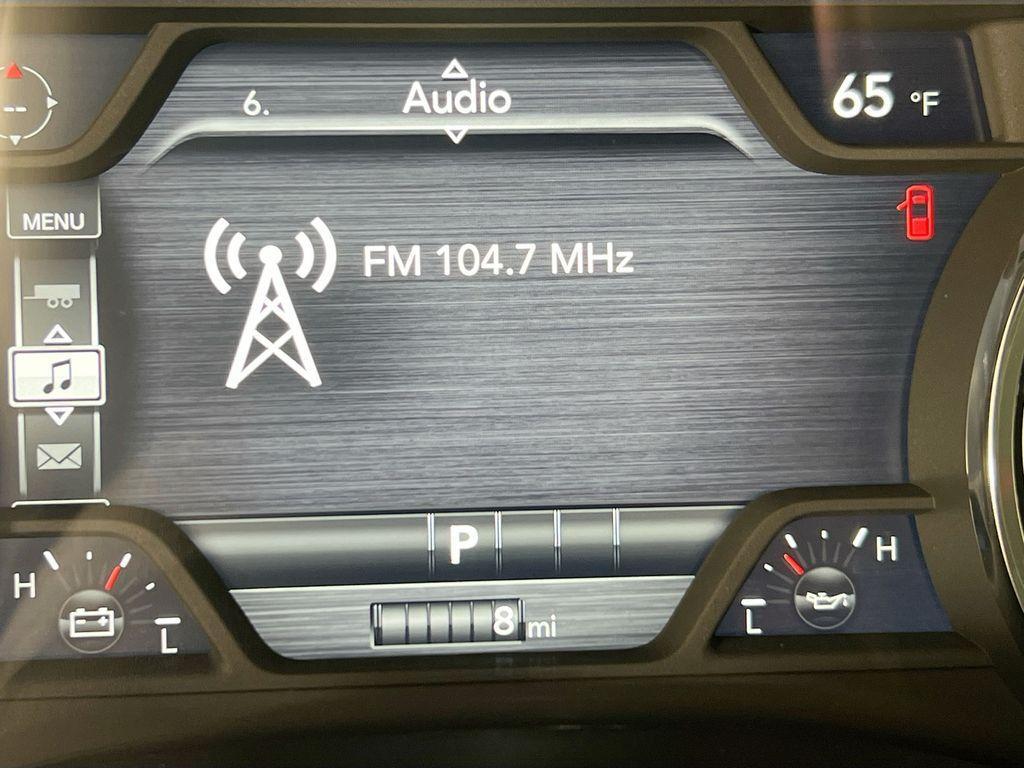 6.
Audio
65 °F
--
MENU
FM 104.7 MHz
P
H
L
H
L
8 mi